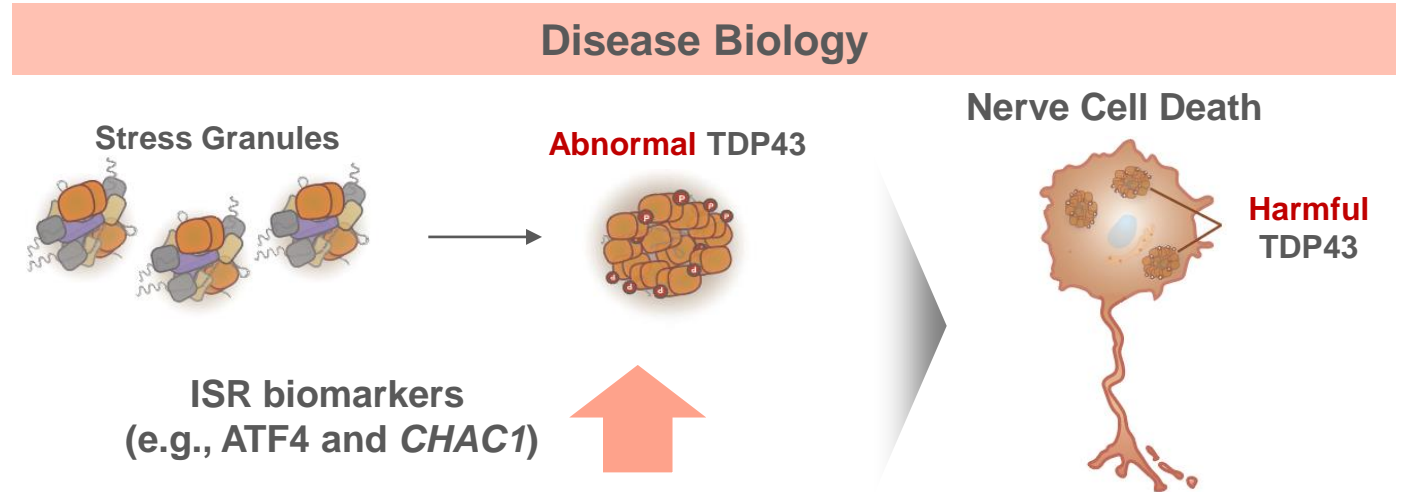 Disease Biology
Stress Granules
Abnormal TDP43
P
P
P
P
P
P
P
P
P
Nerve Cell Death
Harmful
TDP43
ISR biomarkers
(e.g., ATF4 and CHAC1)